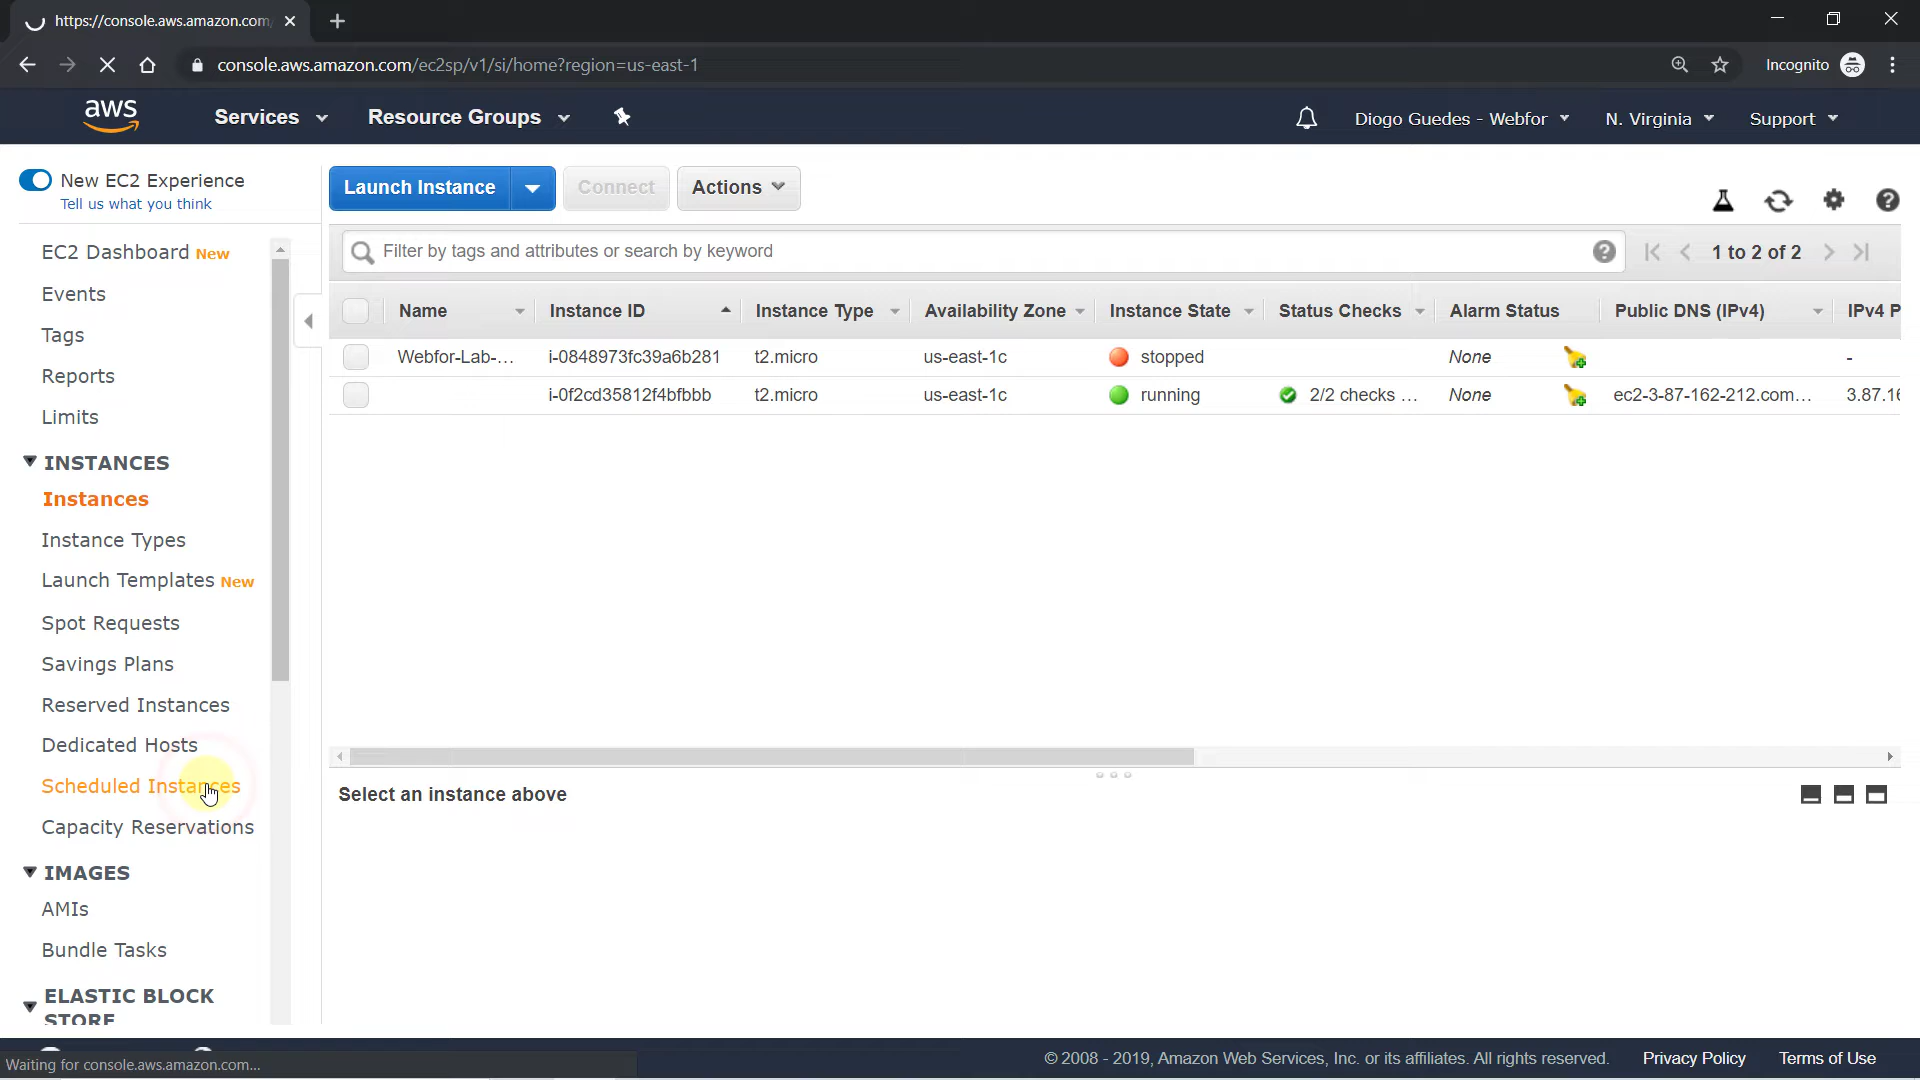 https://console.aws.amazon.com
console.aws.amazon.com/ec2sp/v1/si/home?region=us-east-1
Incognito
aws
Services
Resource Groups
Diogo Guedes - Webfor
N. Virginia
Support
New EC2 Experience
Tell us what you think
Launch Instance
Connect
Actions
EC2 Dashboard New
Events
Tags
Reports
Limits
INSTANCES
Instances
Instance Types
Launch Templates New
Spot Requests
Savings Plans
Reserved Instances
Dedicated Hosts
Scheduled Instances
Capacity Reservations
IMAGES
AMIs
Bundle Tasks
ELASTIC BLOCK
STORE
Filter by tags and attributes or search by keyword
1 to 2 of 2
Name Instance ID Instance Type Availability Zone Instance State Status Checks Alarm Status Public DNS (IPv4) IPv4 P
Webfor-Lab-... i-0848973fc39a6b281 t2.micro us-east-1c stopped None -
i-0f2cd35812f4bfbbb t2.micro us-east-1c running 2/2 checks ... None ec2-3-87-162-212.com... 3.87.16
Select an instance above
Waiting for console.aws.amazon.com...
© 2008 - 2019, Amazon Web Services, Inc. or its affiliates. All rights reserved.
Privacy Policy
Terms of Use